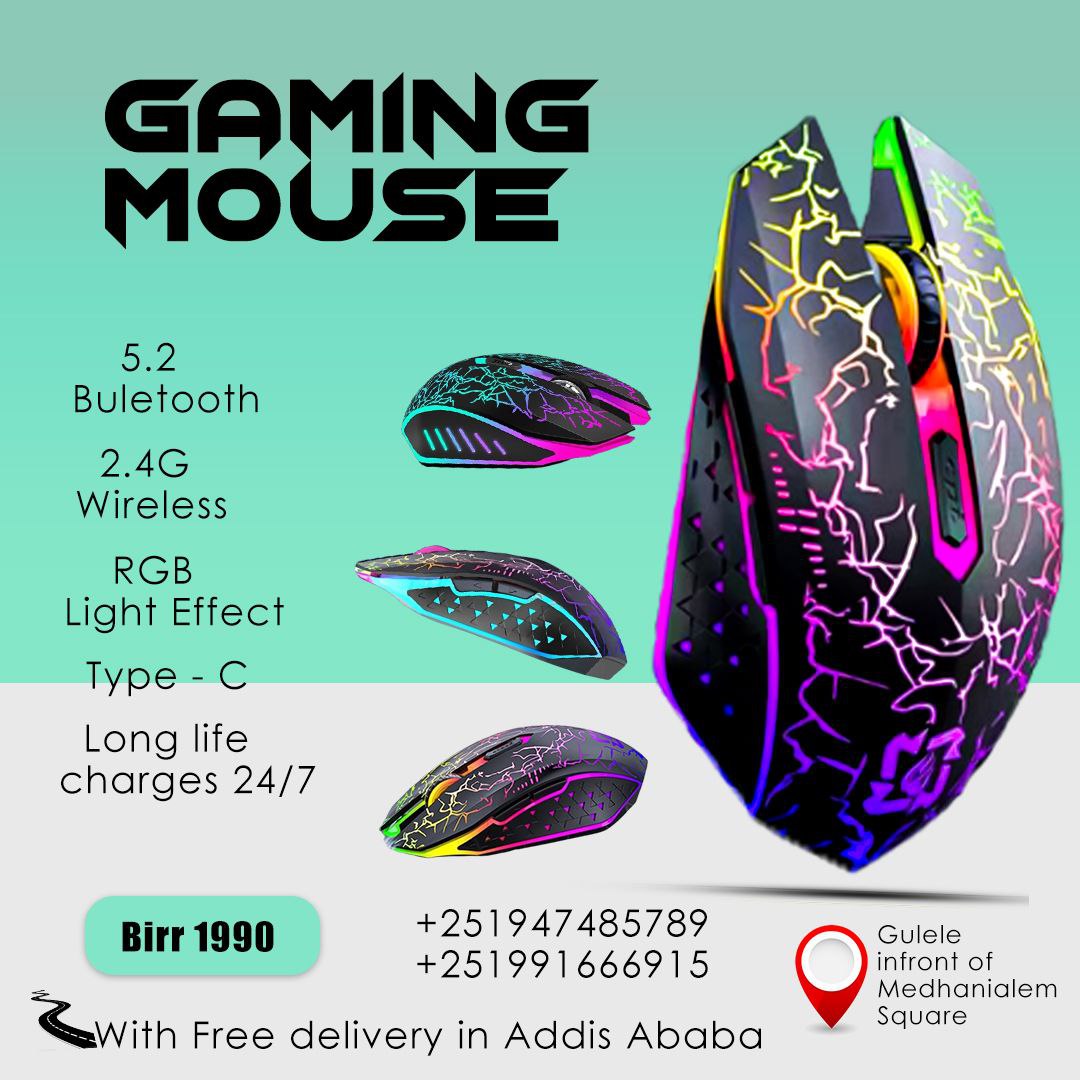 GAMING
MOUSE
5.2
Buletooth
2.4G
Wireless
RGB
Light Effect
Type - C
Long life
charges 24/7
Birr 1990
+251947485789
+251991666915
Gulele
infront of
Medhanialem
Square
With Free delivery in Addis Ababa